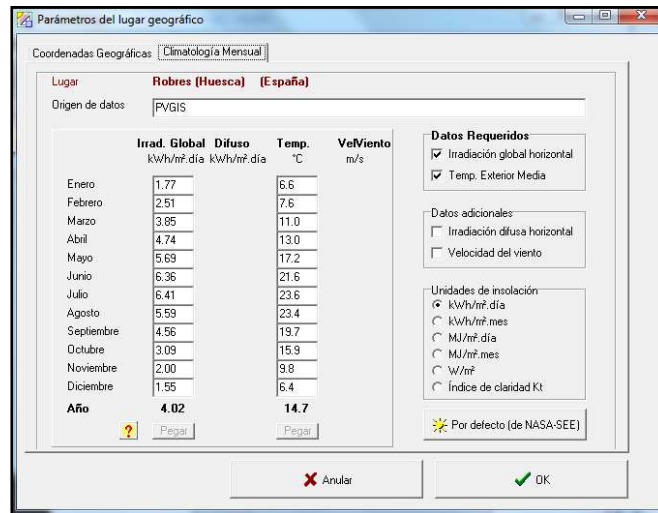 Parámetros del lugar geográfico
Coordenadas Geográficas Climatología Mensual
Lugar Robres (Huesca) (España)
Origen de datos PVGIS
Irrad. Global Difuso Temp. VelViento
kWh/m².día kWh/m².día °C m/s
Enero 1.77 6.6
Febrero 2.51 7.6
Marzo 3.85 11.0
Abril 4.74 13.0
Mayo 5.69 17.2
Junio 6.36 21.6
Julio 6.41 23.6
Agosto 5.59 23.4
Septiembre 4.56 19.7
Octubre 3.09 15.9
Noviembre 2.00 9.8
Diciembre 1.55 6.4
Año 4.02 14.7
? Pegar Pegar
Datos Requeridos
Irradiación global horizontal
Temp. Exterior Media
Datos adicionales
Irradiación difusa horizontal
Velocidad del viento
Unidades de insolación
kWh/m².día
kWh/m².mes
MJ/m².día
MJ/m².mes
W/m²
Índice de claridad Kt
Por defecto (de NASA-SEE)
Anular
OK